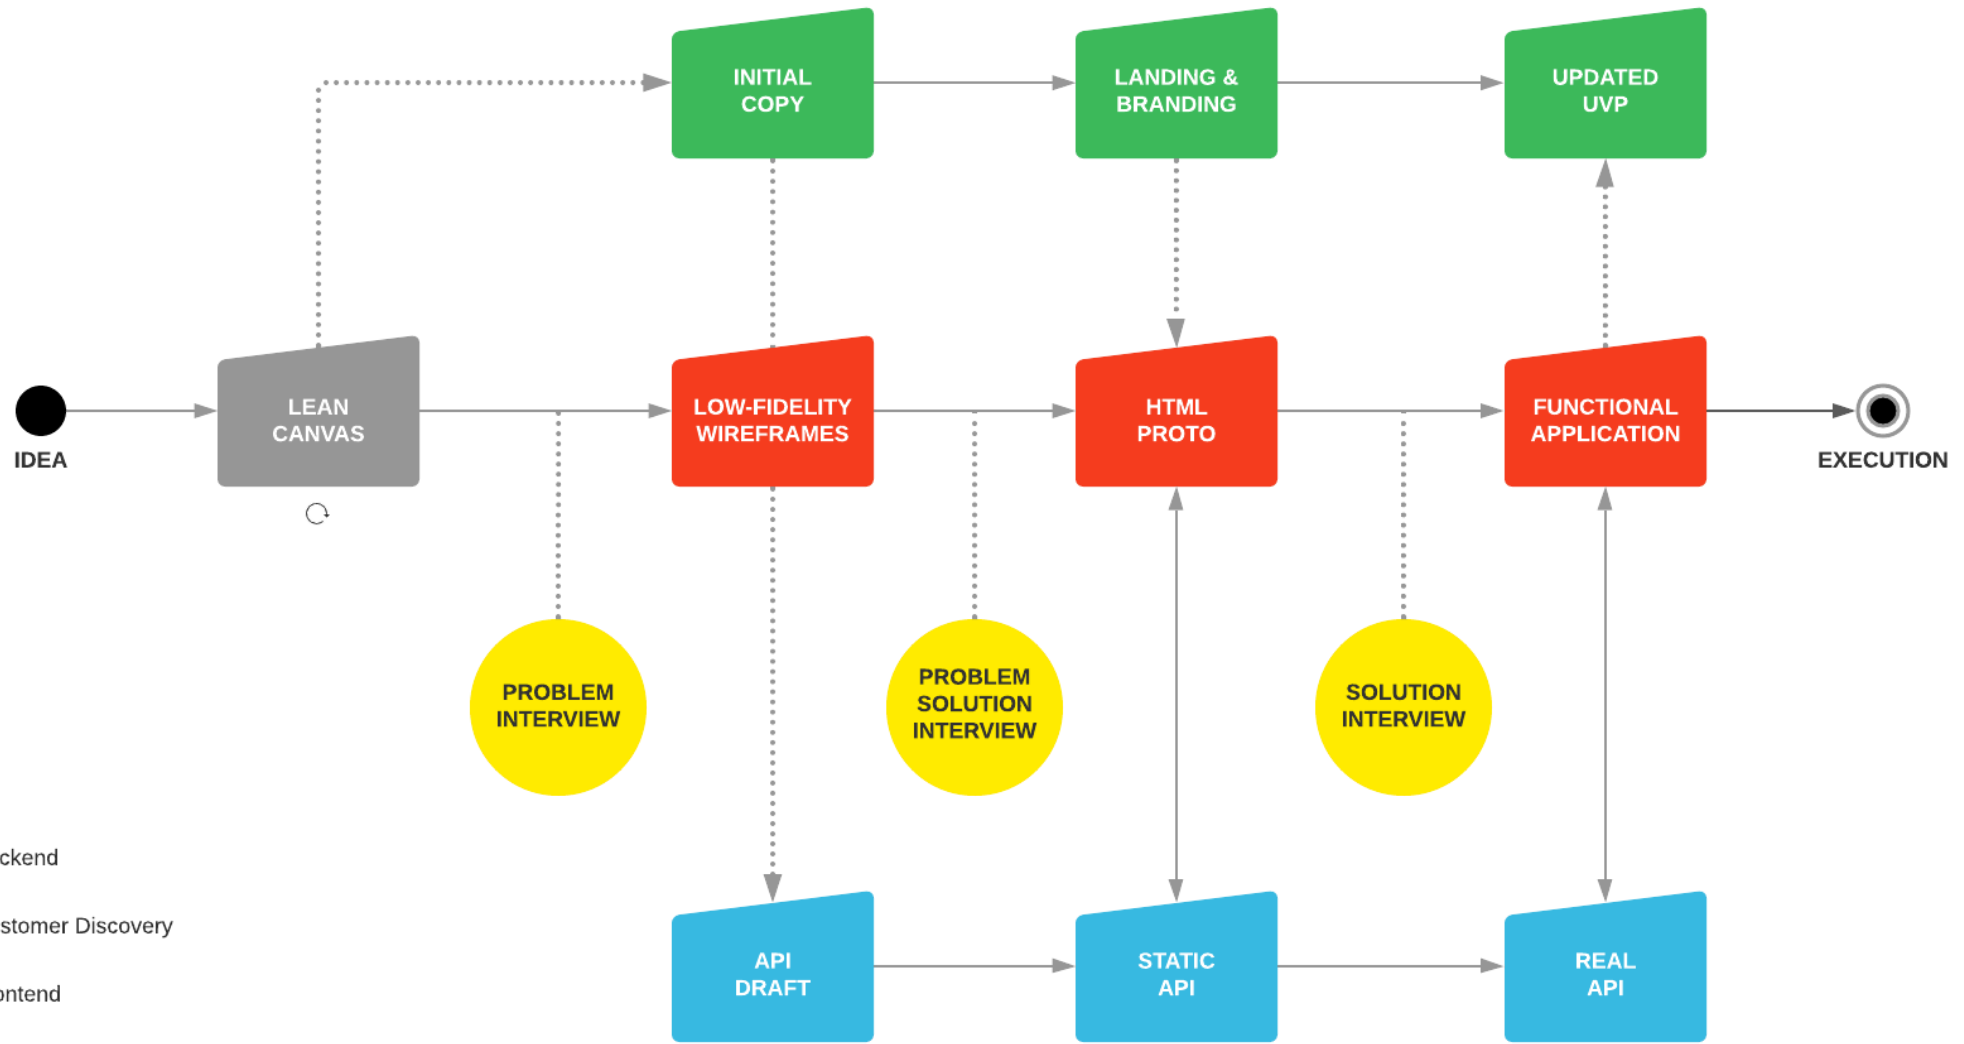 INITIAL
COPY
LANDING &
BRANDING
UPDATED
UVP
IDEA
LEAN
CANVAS
LOW-FIDELITY
WIREFRAMES
HTML
PROTO
FUNCTIONAL
APPLICATION
EXECUTION
PROBLEM
INTERVIEW
PROBLEM
SOLUTION
INTERVIEW
SOLUTION
INTERVIEW
ckend
stomer Discovery
ontend
API
DRAFT
STATIC
API
REAL
API